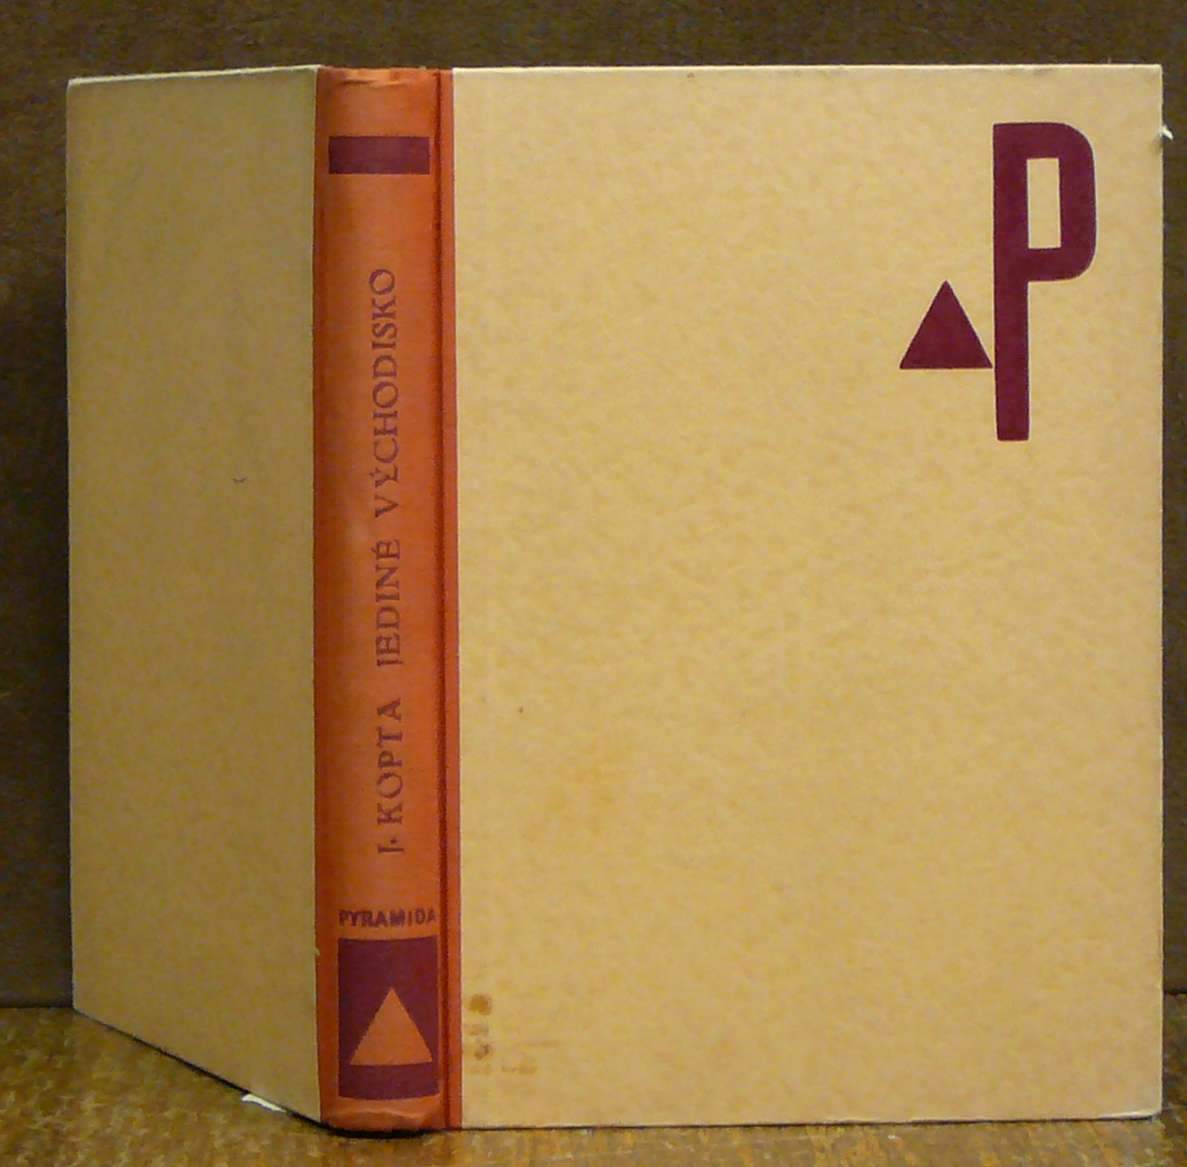 J. KOPTA JEDINÉ VÝCHODISKO
PYRAMIDA
P